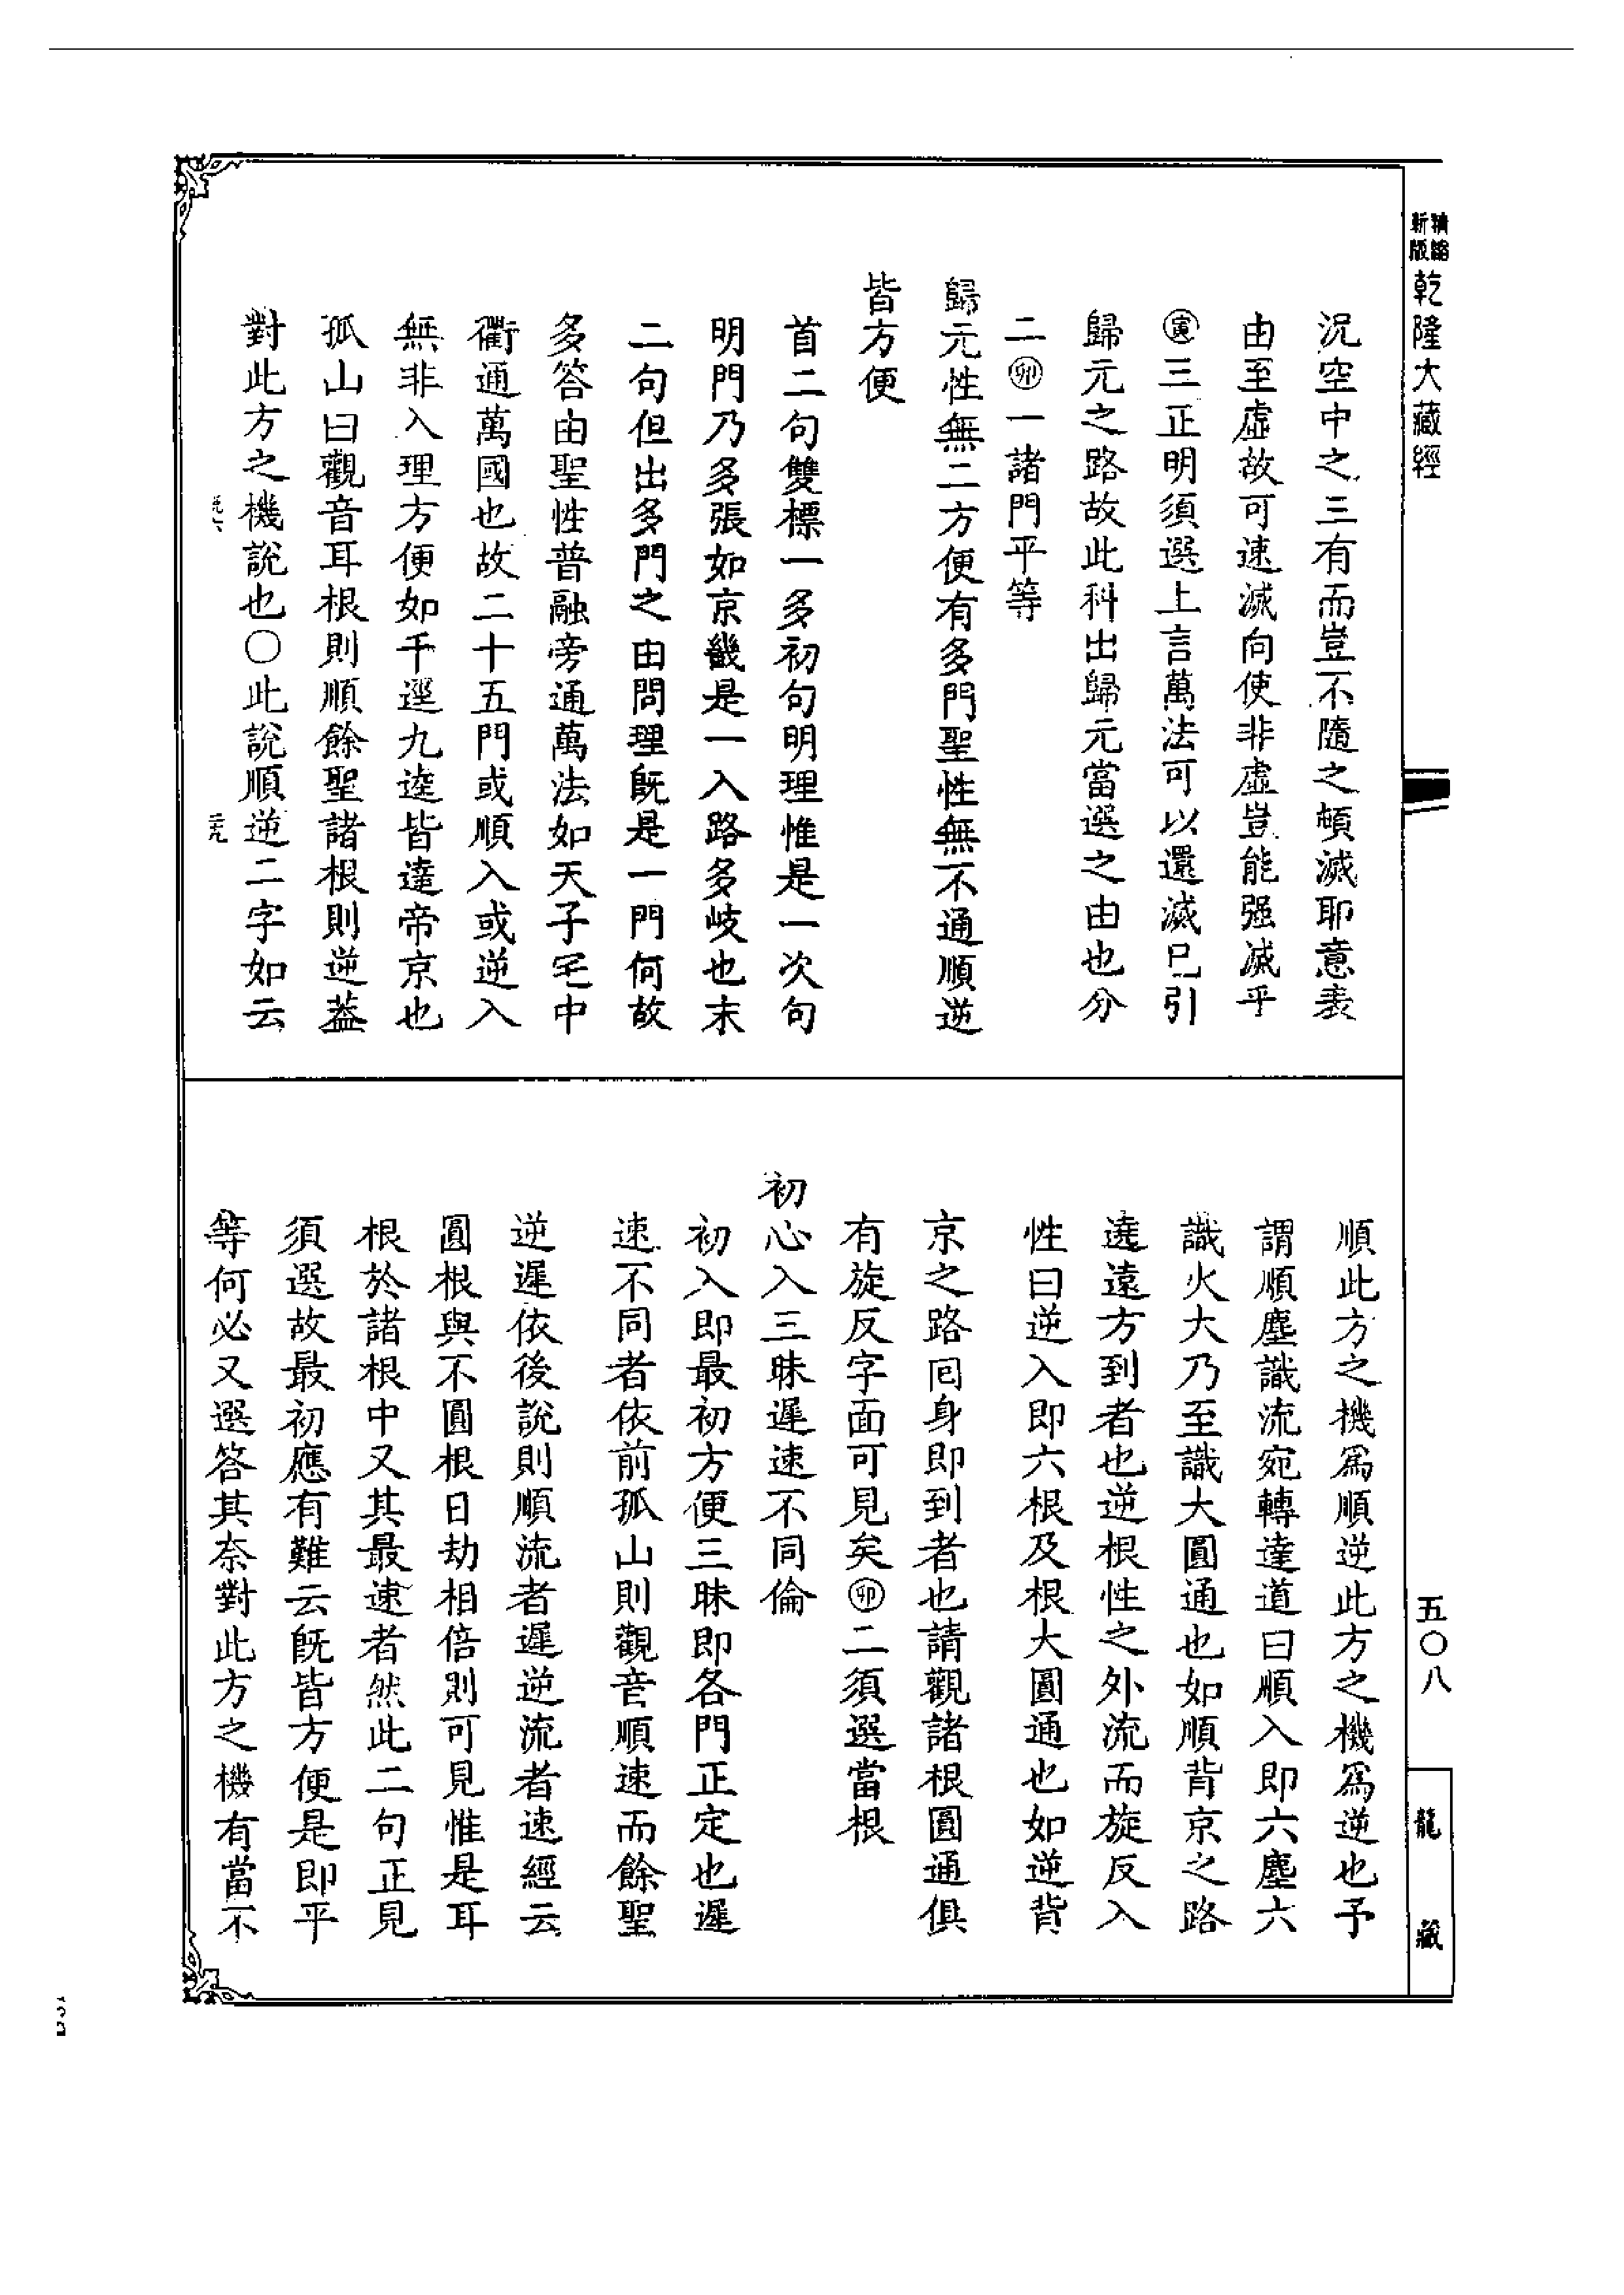 精縮新版乾隆大藏經
況空中之三有而豈不隨之頓滅耶意表
由至虛故可速滅向使非虛豈能强滅乎
㊞三正明須選上言萬法可以還滅已引
歸元之路故此科出歸元當選之由也分
二卯一諸門平等
歸元性無二方便有多門聖性無不通順逆
皆方便
首二句雙標一多初句明理惟是一次句
明門乃多張如京畿是一入路多岐也末
二句但出多門之由問理旣是一門何故
多答由聖性普融旁通萬法如天子宅中
衢通萬國也故二十五門或順入或逆入
無非入理方便如千逕九逵皆達帝京也
孤山曰觀音耳根則順餘聖諸根則逆葢
對此方之機說也〇此說順逆二字如云
順此方之機爲順逆此方之機爲逆也予
謂順塵識流宛轉達道曰順入即六塵六
識火大乃至識大圓通也如順背京之路
遶遠方到者也逆根性之外流而旋反入
性曰逆入即六根及根大圓通也如逆背
京之路囘身即到者也請觀諸根圓通俱
有旋反字面可見矣卯二須選當根
初心入三昧遲速不同倫
初入即最初方便三昧即各門正定也遲
速不同者依前孤山則觀音順速而餘聖
逆遲依後說則順流者遲逆流者速經云
圓根與不圓根日劫相倍則可見惟是耳
根於諸根中又其最速者然此二句正見
須選故最初應有難云旣皆方便是即平
等何必又選答其奈對此方之機有當不
五〇八
龍藏